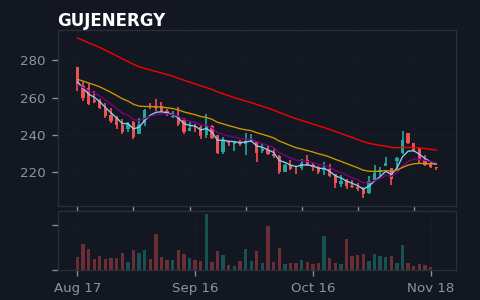 GUJENERGY
280
260
240
220
Aug 17
Sep 16
Oct 16
Nov 18